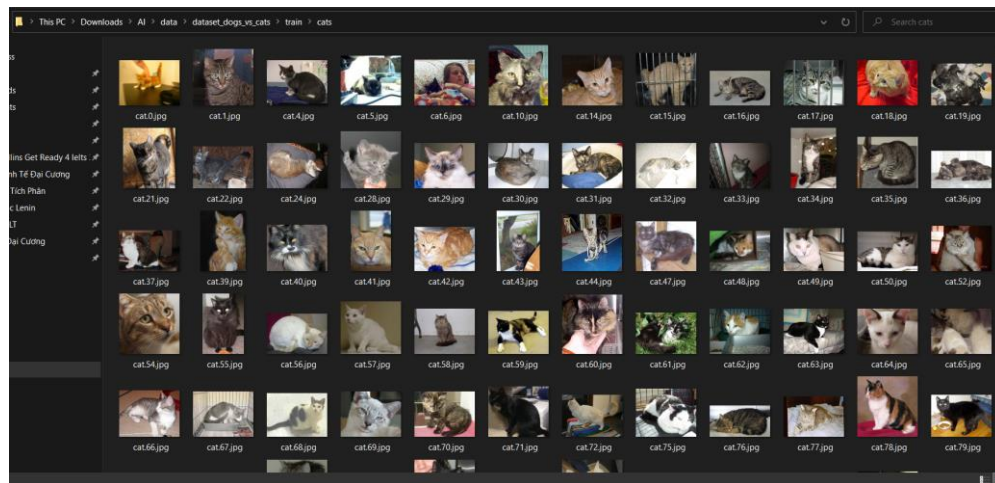 This PC > Downloads > AI > data > dataset_dogs_vs_cats > train > cats
Search cats
ss
ds
ts
llins Get Ready 4 Ielts
nh Tế Đại Cương
Tích Phân
c Lenin
LT
Đại Cương
cat.0.jpg cat.1.jpg cat.4.jpg cat.5.jpg cat.6.jpg cat.10.jpg cat.14.jpg cat.15.jpg cat.16.jpg cat.17.jpg cat.18.jpg cat.19.jpg
cat.21.jpg cat.22.jpg cat.24.jpg cat.28.jpg cat.29.jpg cat.30.jpg cat.31.jpg cat.32.jpg cat.33.jpg cat.34.jpg cat.35.jpg cat.36.jpg
cat.37.jpg cat.39.jpg cat.40.jpg cat.41.jpg cat.42.jpg cat.43.jpg cat.44.jpg cat.47.jpg cat.48.jpg cat.49.jpg cat.50.jpg cat.52.jpg
cat.54.jpg cat.55.jpg cat.56.jpg cat.57.jpg cat.58.jpg cat.59.jpg cat.60.jpg cat.61.jpg cat.62.jpg cat.63.jpg cat.64.jpg cat.65.jpg
cat.66.jpg cat.67.jpg cat.68.jpg cat.69.jpg cat.70.jpg cat.71.jpg cat.72.jpg cat.75.jpg cat.76.jpg cat.77.jpg cat.78.jpg cat.79.jpg